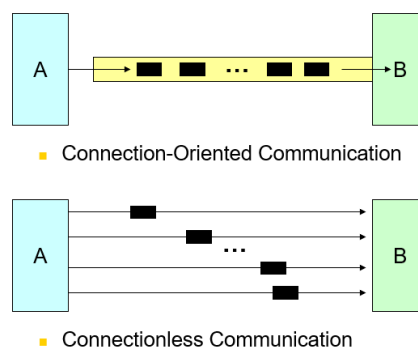 A
...
B
Connection-Oriented Communication
A
...
B
Connectionless Communication